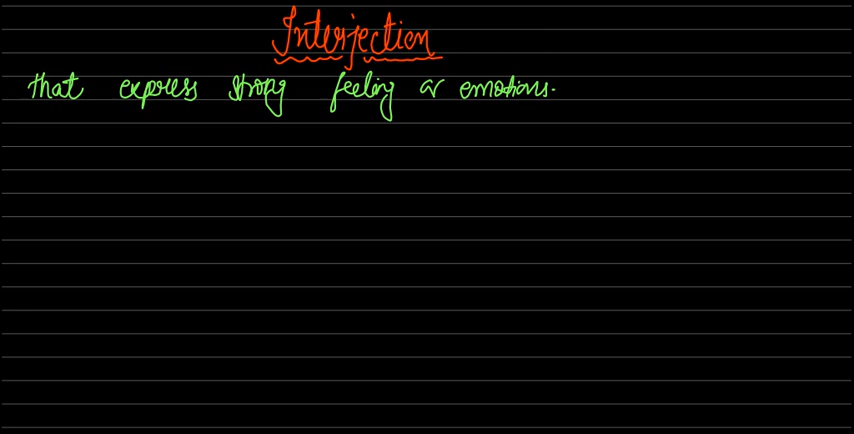 Interjection
that express strong feeling or emotions.